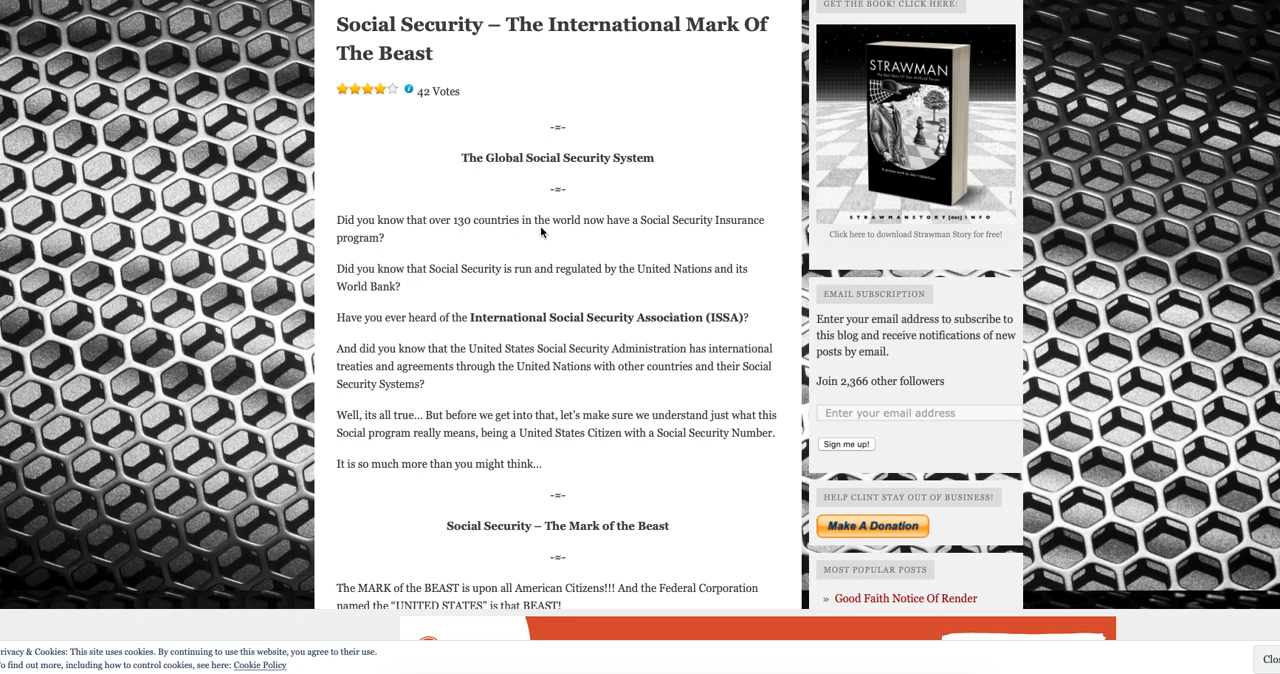 Social Security – The International Mark Of
The Beast
42 Votes
-≈-
The Global Social Security System
-≈-
Did you know that over 130 countries in the world now have a Social Security Insurance
program?
Did you know that Social Security is run and regulated by the United Nations and its
World Bank?
Have you ever heard of the International Social Security Association (ISSA)?
And did you know that the United States Social Security Administration has international
treaties and agreements through the United Nations with other countries and their Social
Security Systems?
Well, its all true… But before we get into that, let’s make sure we understand just what this
Social program really means, being a United States Citizen with a Social Security Number.
It is so much more than you might think…
-≈-
Social Security – The Mark of the Beast
-≈-
The MARK of the BEAST is upon all American Citizens!!! And the Federal Corporation
named the “UNITED STATES” is that BEAST!
GET THE BOOK! CLICK HERE:
STRAWMAN
STRAWMANSTORY [dot] INFO
Click here to download Strawman Story for free!
EMAIL SUBSCRIPTION
Enter your email address to subscribe to
this blog and receive notifications of new
posts by email.
Join 2,366 other followers
Enter your email address
Sign me up!
HELP CLINT STAY OUT OF BUSINESS!
Make A Donation
MOST POPULAR POSTS
» Good Faith Notice Of Render
rivacy & Cookies: This site uses cookies. By continuing to use this website, you agree to their use.
o find out more, including how to control cookies, see here: Cookie Policy
Clo